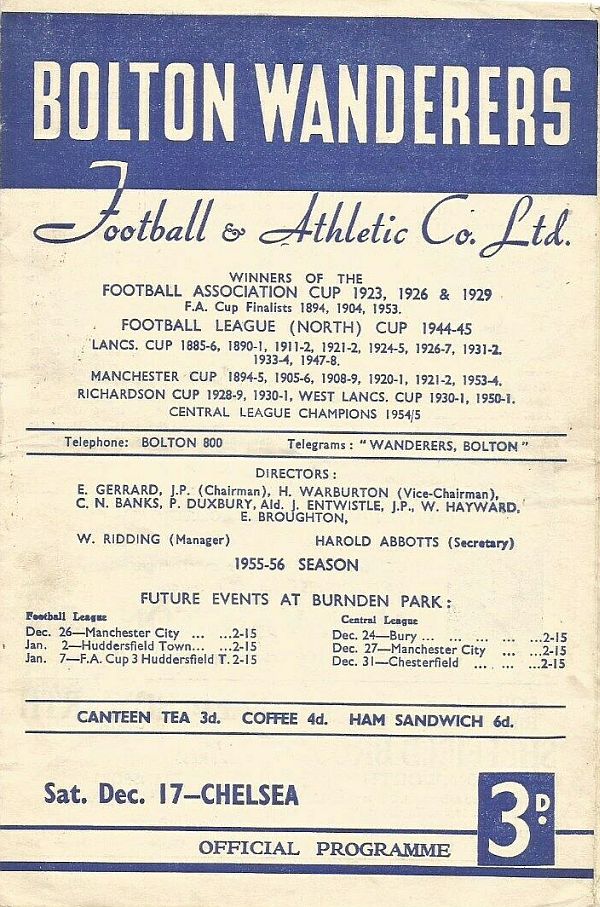 BOLTON WANDERERS
Football & Athletic Co. Ltd.
WINNERS OF THE
FOOTBALL ASSOCIATION CUP 1923, 1926 & 1929
F.A. Cup Finalists 1894, 1904, 1953.
FOOTBALL LEAGUE (NORTH) CUP 1944-45
LANCS. CUP 1885-6, 1890-1, 1911-2, 1921-2, 1924-5, 1926-7, 1931-2.
1933-4, 1947-8.
MANCHESTER CUP 1894-5, 1905-6, 1908-9, 1920-1, 1921-2, 1953-4.
RICHARDSON CUP 1928-9, 1930-1, WEST LANCS. CUP 1930-1, 1950-1.
CENTRAL LEAGUE CHAMPIONS 1954/5
Telephone: BOLTON 800 Telegrams: "WANDERERS, BOLTON"
DIRECTORS:
E. GERRARD, J.P. (Chairman), H. WARBURTON (Vice-Chairman),
C. N. BANKS, P. DUXBURY, Ald. J. ENTWISTLE, J.P., W. HAYWARD,
E. BROUGHTON,
W. RIDDING (Manager) HAROLD ABBOTTS (Secretary)
1955-56 SEASON
FUTURE EVENTS AT BURNDEN PARK:
Football League
Dec. 26—Manchester City ... ...2-15
Jan. 2—Huddersfield Town... ...2-15
Jan. 7—F.A. Cup 3 Huddersfield T. 2-15
Central League
Dec. 24—Bury ... ... ... ... ...2-15
Dec. 27—Manchester City ... ...2-15
Dec. 31—Chesterfield ... ... ...2-15
CANTEEN TEA 3d. COFFEE 4d. HAM SANDWICH 6d.
Sat. Dec. 17—CHELSEA
3D.
OFFICIAL PROGRAMME